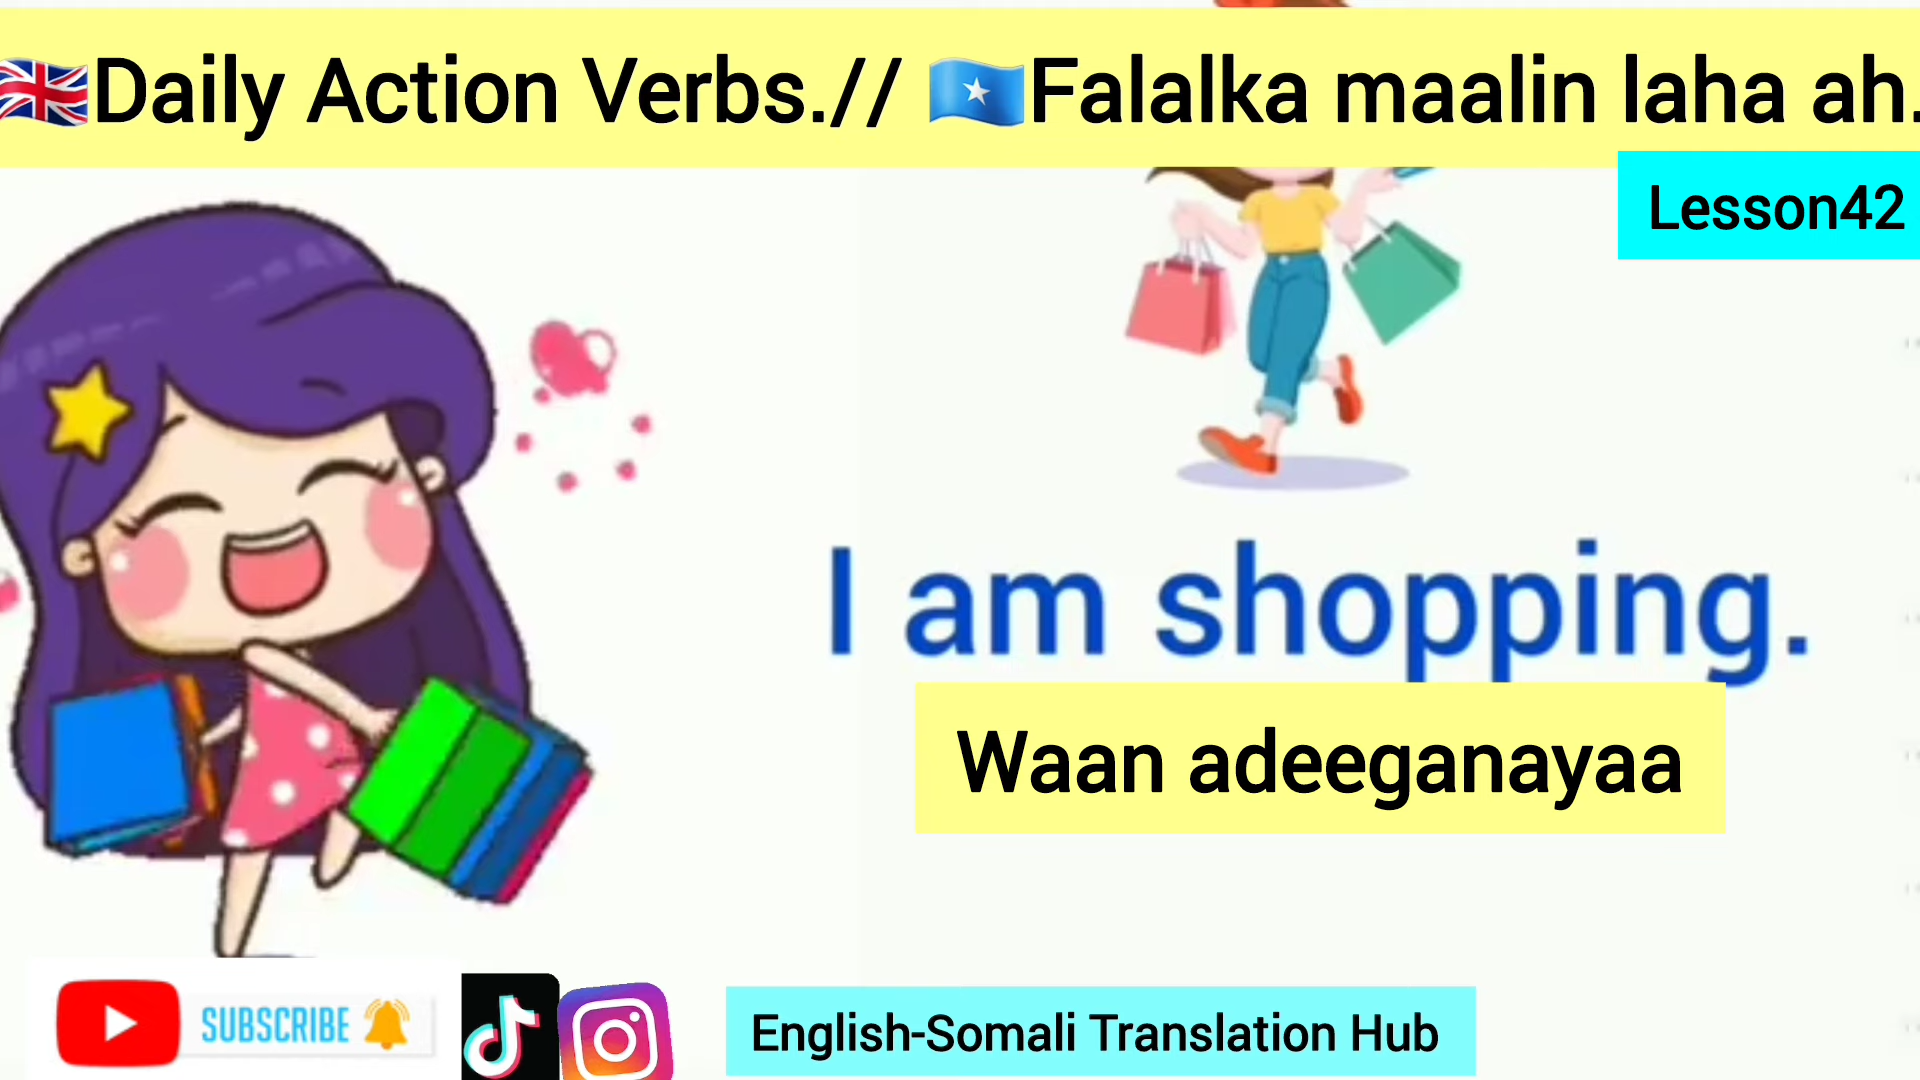 🇬🇧Daily Action Verbs.// 🇸🇴Falalka maalin laha ah.
Lesson42
I am shopping.
Waan adeeganayaa
SUBSCRIBE
English-Somali Translation Hub